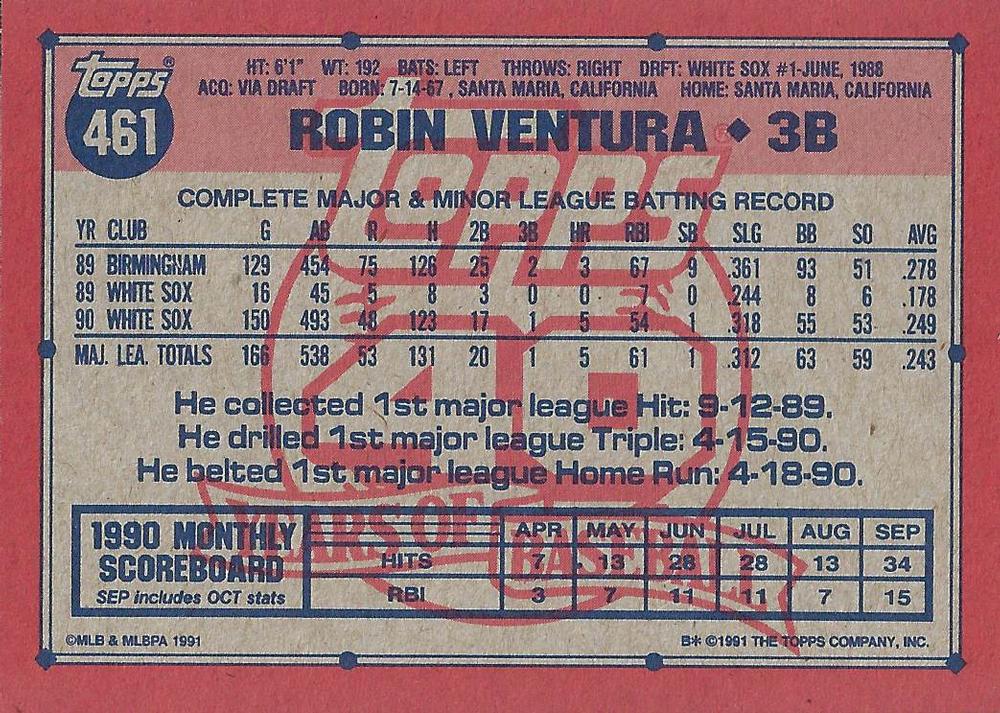 Topps®
461
HT: 6'1" WT: 192 BATS: LEFT THROWS: RIGHT DRFT: WHITE SOX #1-JUNE, 1988
ACQ: VIA DRAFT BORN: 7-14-67, SANTA MARIA, CALIFORNIA HOME: SANTA MARIA, CALIFORNIA
ROBIN VENTURA ◆ 3B
Topps®
40
YEARS OF BASEBALL
COMPLETE MAJOR & MINOR LEAGUE BATTING RECORD
YR CLUB G AB R H 2B 3B HR RBI SB SLG BB SO AVG
89 BIRMINGHAM 129 454 75 126 25 2 3 67 9 .361 93 51 .278
89 WHITE SOX 16 45 5 8 3 0 0 7 0 .244 8 6 .178
90 WHITE SOX 150 493 48 123 17 1 5 54 1 .318 55 53 .249
MAJ. LEA. TOTALS 166 538 53 131 20 1 5 61 1 .312 63 59 .243
He collected 1st major league Hit: 9-12-89.
He drilled 1st major league Triple: 4-15-90.
He belted 1st major league Home Run: 4-18-90.
1990 MONTHLY
SCOREBOARD
SEP includes OCT stats
APR MAY JUN JUL AUG SEP
HITS 7 13 28 28 13 34
RBI 3 7 11 11 7 15
©MLB & MLBPA 1991
B* ©1991 THE TOPPS COMPANY, INC.